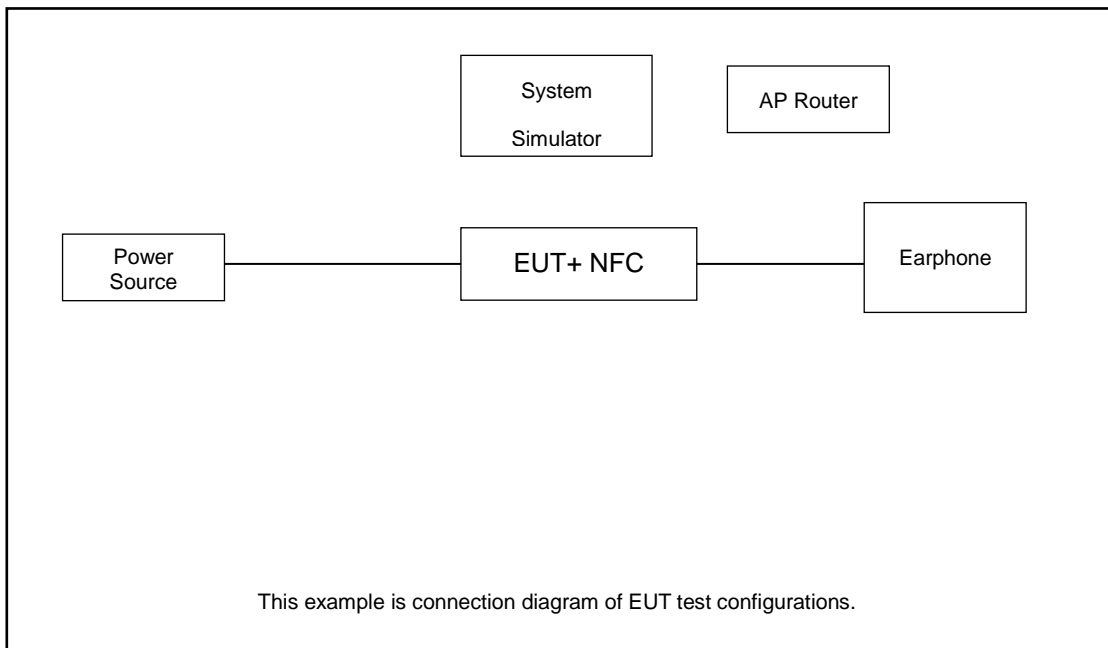 System
Simulator
AP Router
Power
Source
EUT+ NFC
Earphone
This example is connection diagram of EUT test configurations.